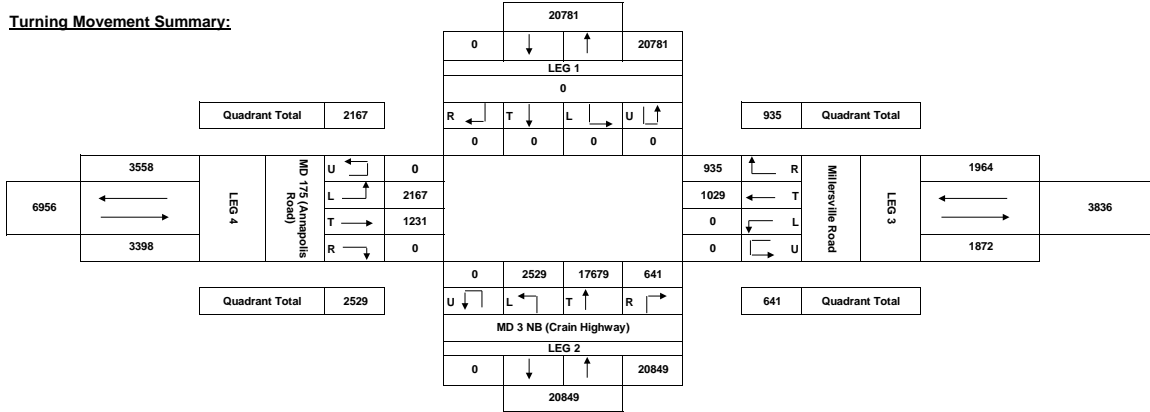 Turning Movement Summary:
20781
0 20781
LEG 1
0
Quadrant Total 2167
R T L U
935 Quadrant Total
0 0 0 0
3558
MD 175 (Annapolis Road)
U 0
935 R
Millersville Road
1964
6956
LEG 4
L 2167
1029 T
LEG 3
3836
T 1231
0 L
3398
R 0
0 U
1872
0 2529 17679 641
Quadrant Total 2529
U L T R
641 Quadrant Total
MD 3 NB (Crain Highway)
LEG 2
0 20849
20849